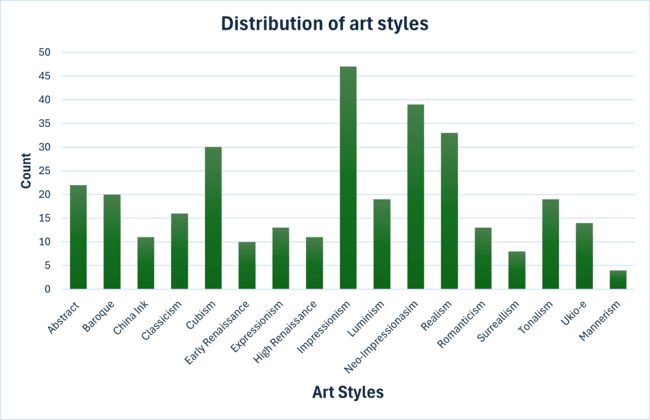 Distribution of art styles
50
45
40
35
30
25
20
15
10
5
0
Count
Abstract
Baroque
China Ink
Classicism
Cubism
Early Renaissance
Expressionism
High Renaissance
Impressionism
Luminism
Neo-Impressionasim
Realism
Romanticism
Surreallism
Tonalism
Ukio-e
Mannerism
Art Styles